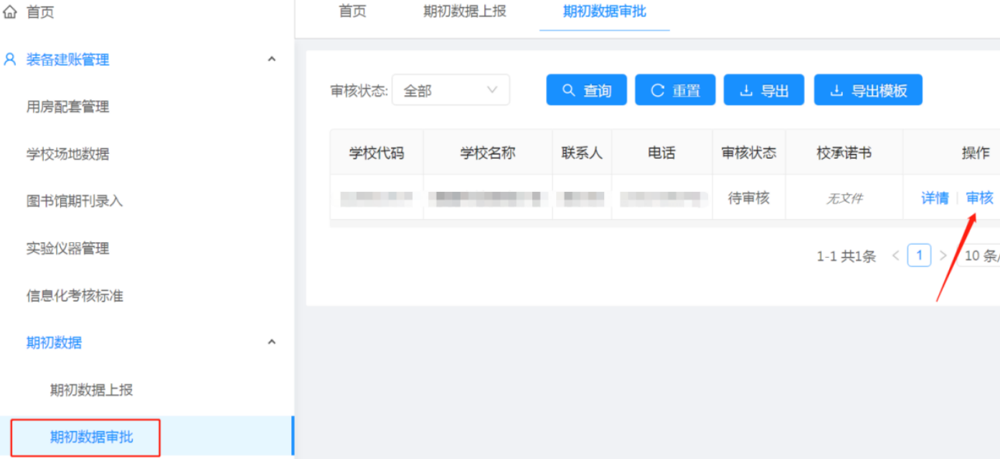 首页
装备建账管理
用房配套管理
学校场地数据
图书馆期刊录入
实验仪器管理
信息化考核标准
期初数据
期初数据上报
期初数据审批
首页 期初数据上报 期初数据审批
审核状态: 全部 查询 重置 导出 导出模板
学校代码 学校名称 联系人 电话 审核状态 校承诺书 操作
待审核 无文件 详情 审核
1-1 共1条 < 1 > 10 条/